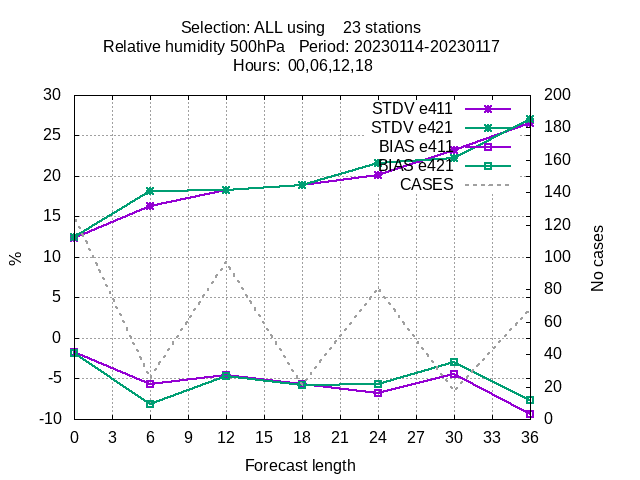 Selection: ALL using    23 stations
Relative humidity 500hPa   Period: 20230114-20230117
Hours:  00,06,12,18
30
25
20
15
10
5
0
-5
-10
%
STDV e411
STDV e421
BIAS e411
BIAS e421
CASES
200
180
160
140
120
100
80
60
40
20
0
No cases
0 3 6 9 12 15 18 21 24 27 30 33 36
Forecast length